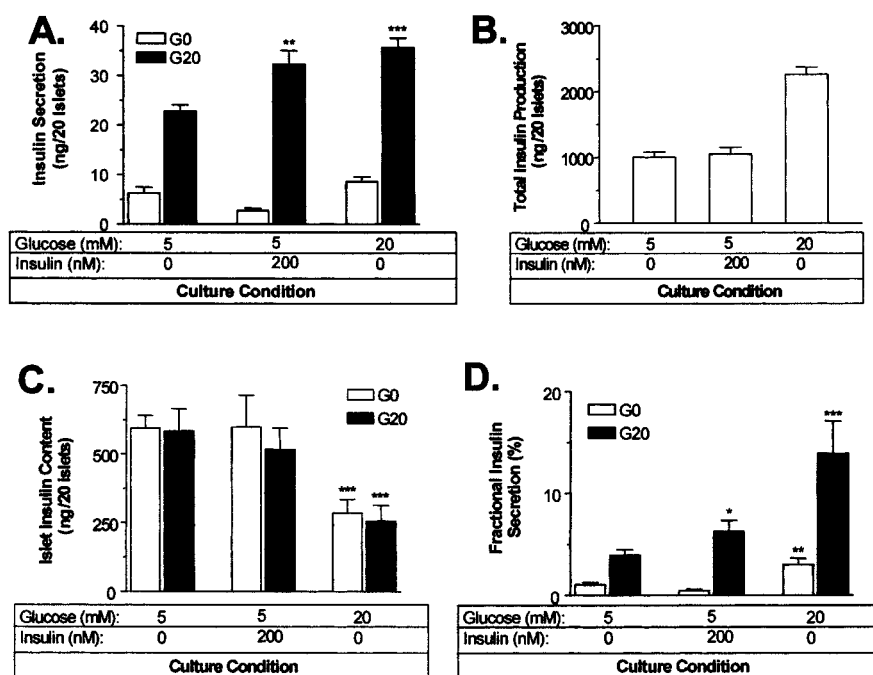 A.
G0
G20
**
***
40
30
20
10
0
Insulin Secretion
(ng/20 Islets)
Glucose (mM): 5 5 20
Insulin (nM): 0 200 0
Culture Condition
B.
3000
2000
1000
0
Total Insulin Production
(ng/20 Islets)
Glucose (mM): 5 5 20
Insulin (nM): 0 200 0
Culture Condition
C.
G0
G20
750
500
250
0
*** ***
Islet Insulin Content
(ng/20 Islets)
Glucose (mM): 5 5 20
Insulin (nM): 0 200 0
Culture Condition
D.
G0
G20
20
10
0
*
**
***
Fractional Insulin
Secretion (%)
Glucose (mM): 5 5 20
Insulin (nM): 0 200 0
Culture Condition